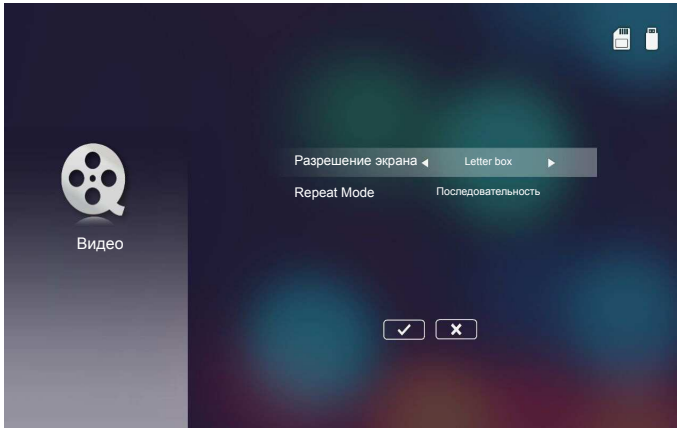 Разрешение экрана Letter box
Repeat Mode Последовательность
Видео